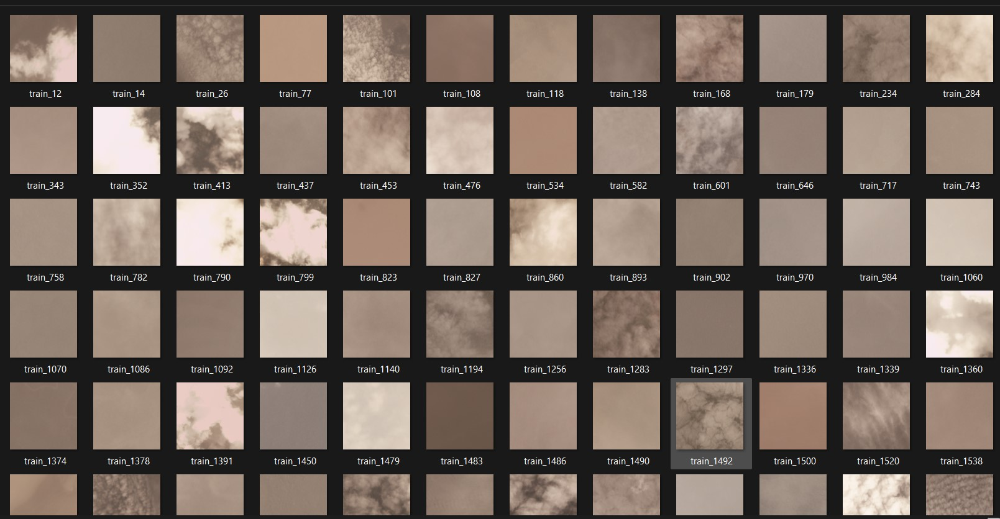 train_12 train_14 train_26 train_77 train_101 train_108 train_118 train_138 train_168 train_179 train_234 train_284
train_343 train_352 train_413 train_437 train_453 train_476 train_534 train_582 train_601 train_646 train_717 train_743
train_758 train_782 train_790 train_799 train_823 train_827 train_860 train_893 train_902 train_970 train_984 train_1060
train_1070 train_1086 train_1092 train_1126 train_1140 train_1194 train_1256 train_1283 train_1297 train_1336 train_1339 train_1360
train_1374 train_1378 train_1391 train_1450 train_1479 train_1483 train_1486 train_1490 train_1492 train_1500 train_1520 train_1538